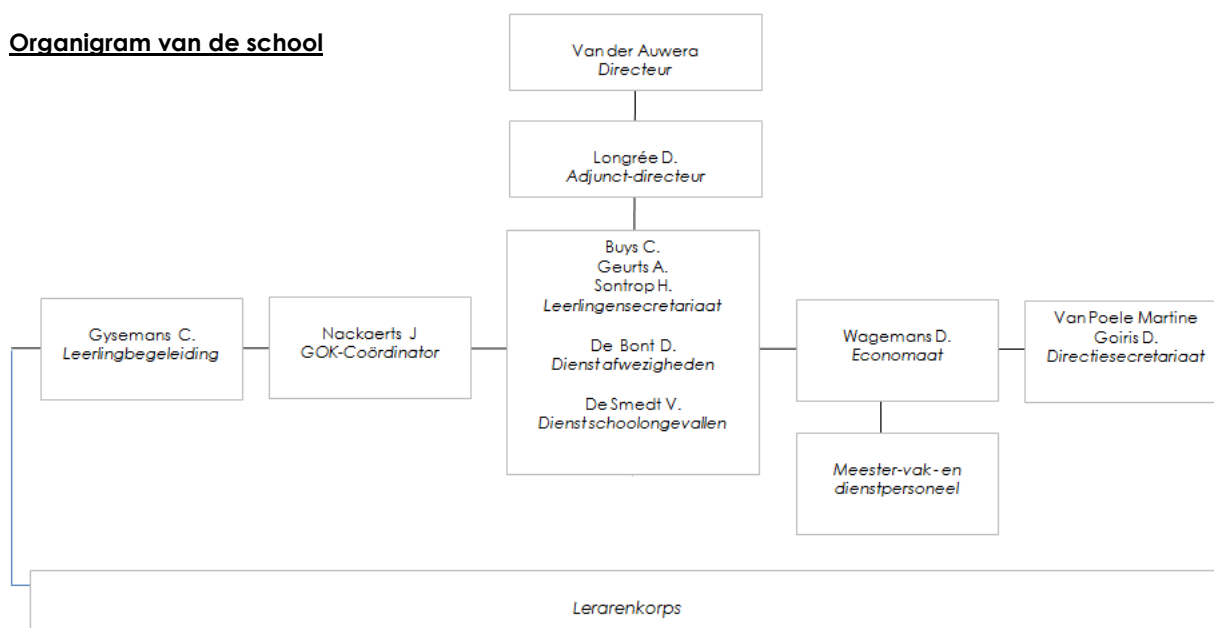 Organigram van de school
Van der Auwera
Directeur
Longrée D.
Adjunct-directeur
Buys C.
Geurts A.
Sontrop H.
Leerlingensecretariaat
De Bont D.
Dienst afwezigheden
De Smedt V.
Dienst schoolongevallen
Gysemans C.
Leerlingbegeleiding
Nackaerts J
GOK-Coördinator
Wagemans D.
Economaat
Van Poele Martine
Goiris D.
Directiesecretariaat
Meester-vak- en
dienstpersoneel
Lerarenkorps